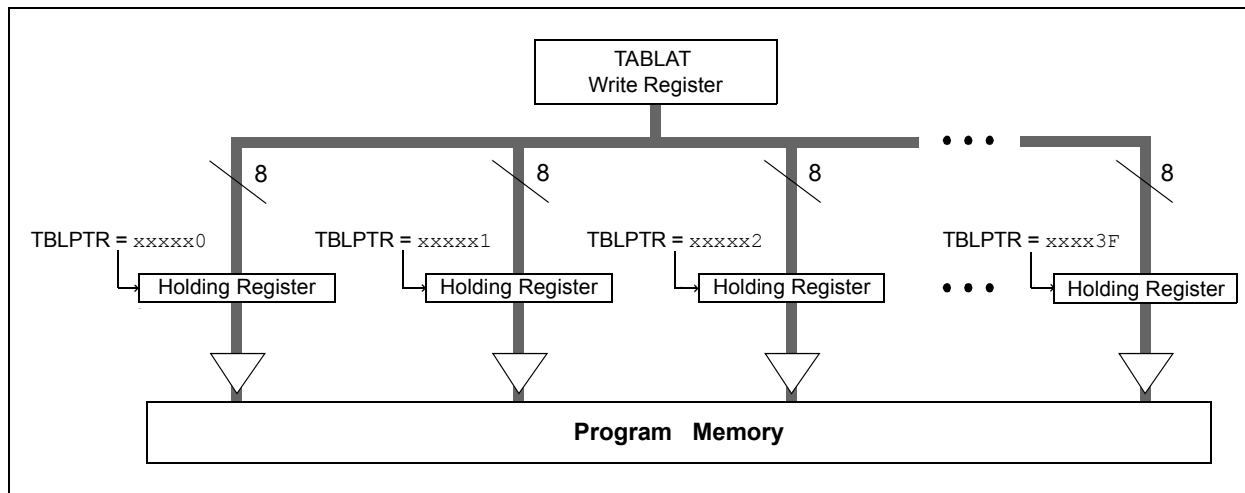 TABLAT
Write Register
8 8 8 8
TBLPTR = xxxxx0 TBLPTR = xxxxx1 TBLPTR = xxxxx2 TBLPTR = xxxx3F
Holding Register Holding Register Holding Register Holding Register
Program Memory